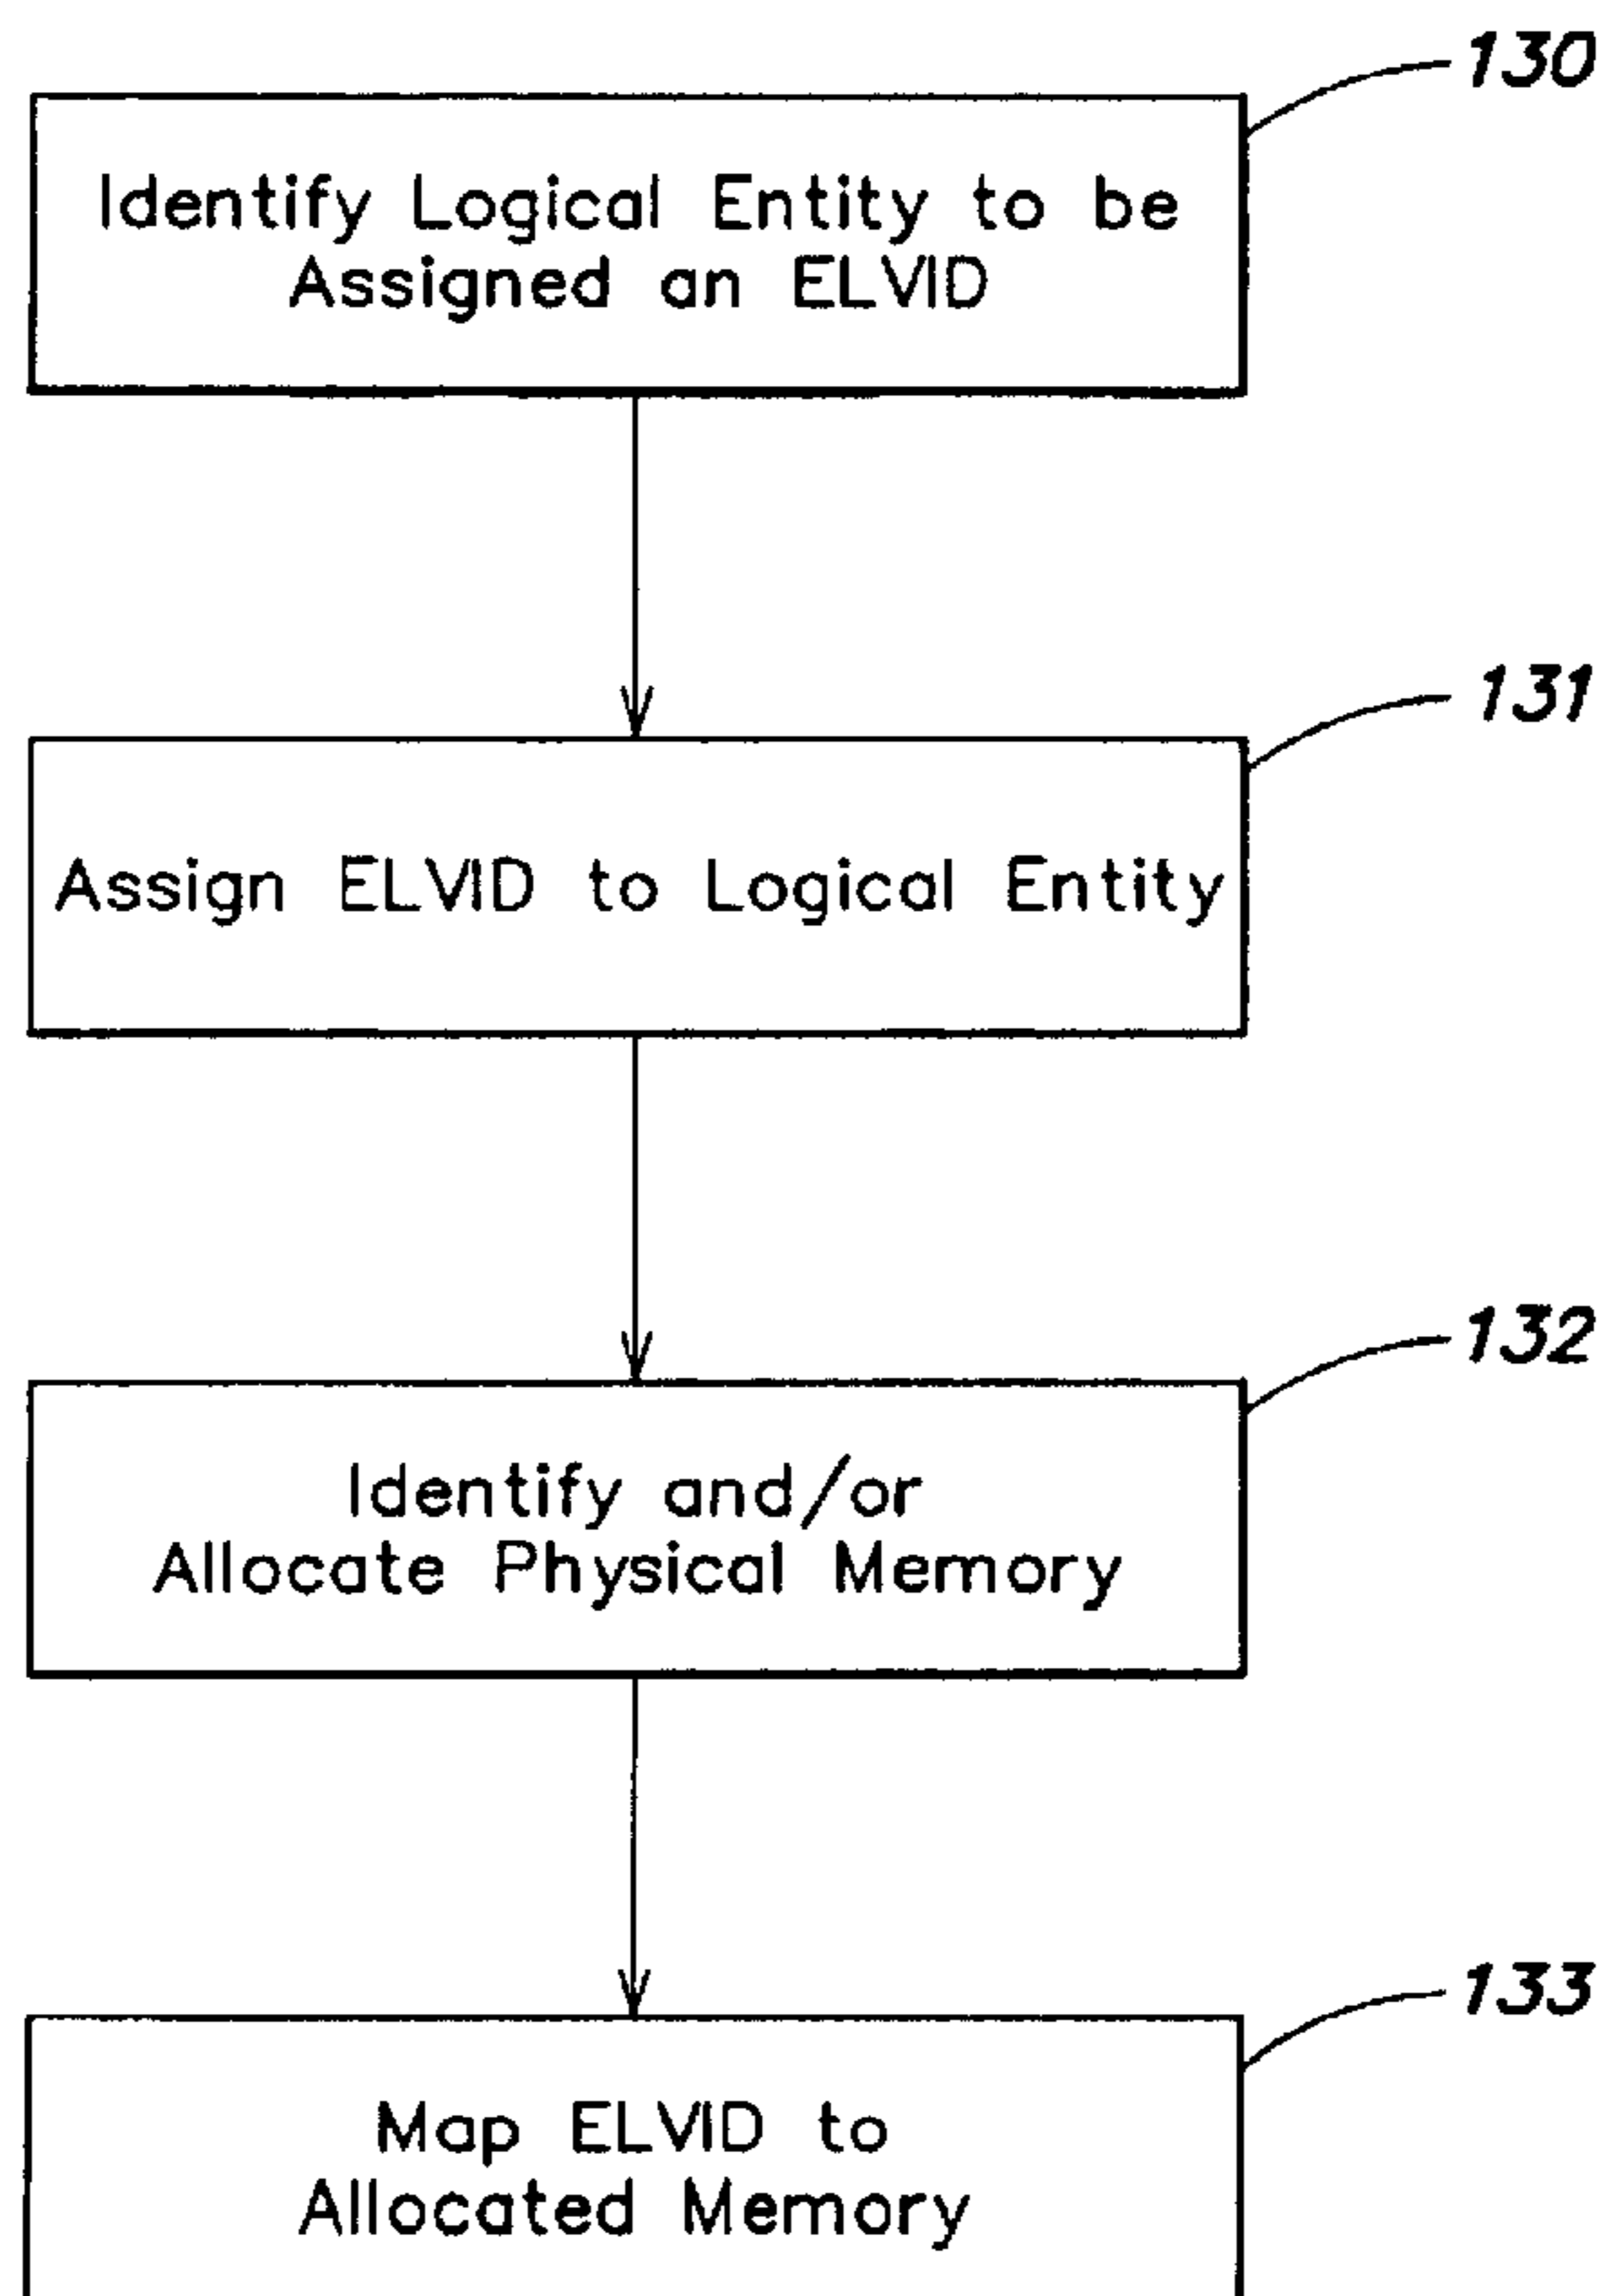 130
Identify Logical Entity to be
Assigned an ELVID
131
Assign ELVID to Logical Entity
132
Identify and/or
Allocate Physical Memory
133
Map ELVID to
Allocated Memory